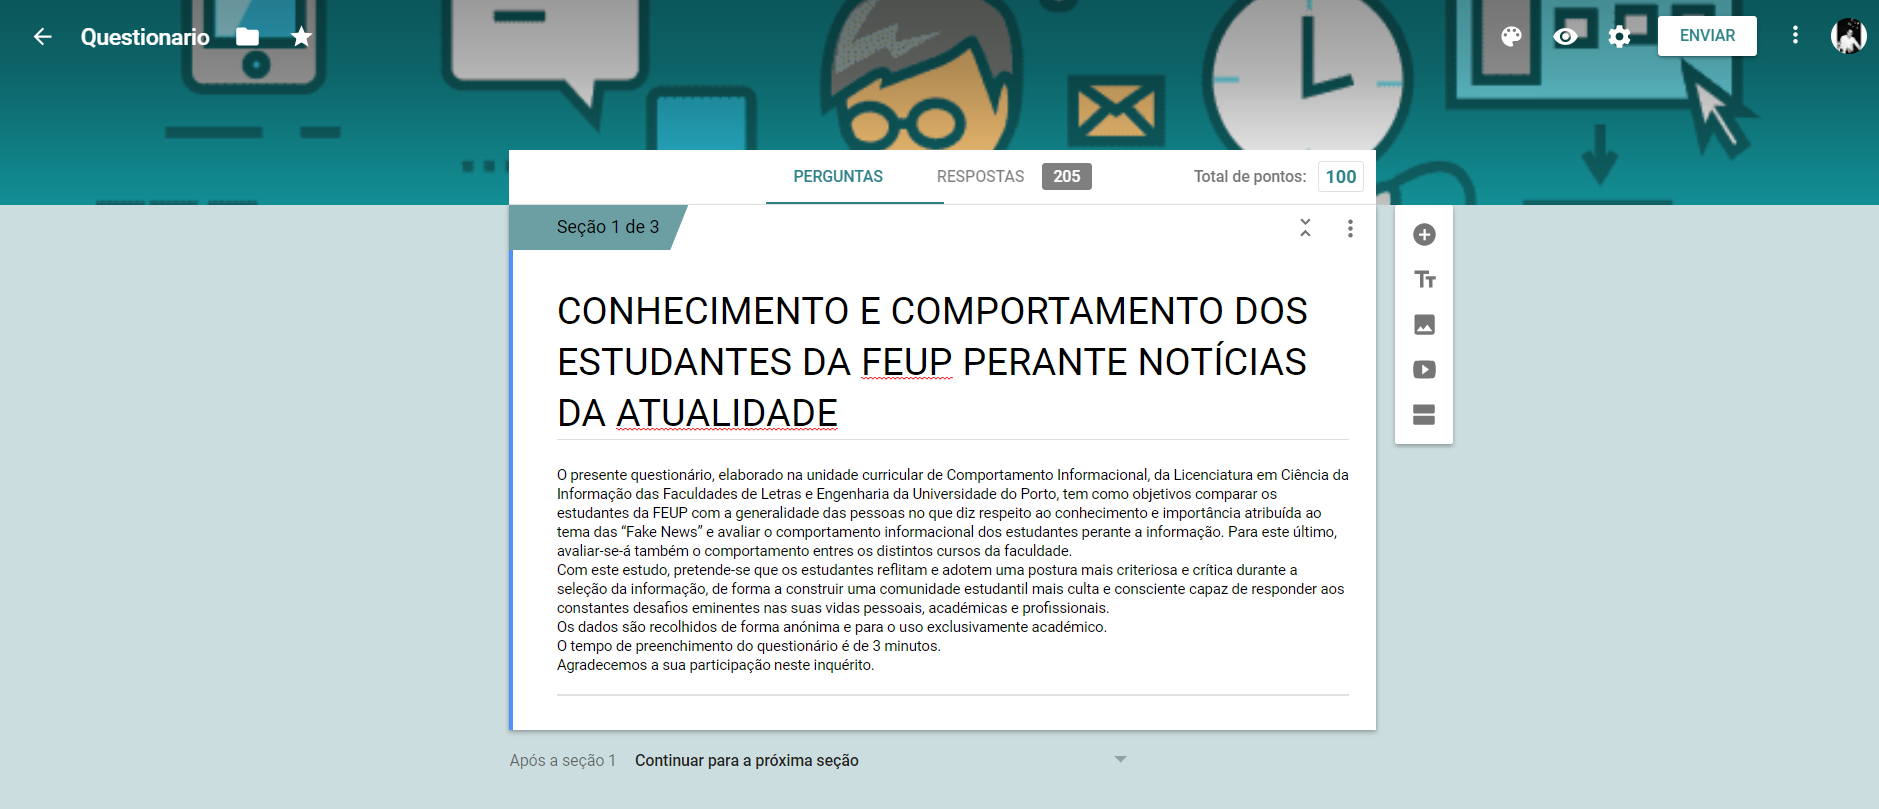 Questionario
ENVIAR
PERGUNTAS RESPOSTAS 205 Total de pontos: 100
Seção 1 de 3
CONHECIMENTO E COMPORTAMENTO DOS
ESTUDANTES DA FEUP PERANTE NOTÍCIAS
DA ATUALIDADE
O presente questionário, elaborado na unidade curricular de Comportamento Informacional, da Licenciatura em Ciência da
Informação das Faculdades de Letras e Engenharia da Universidade do Porto, tem como objetivos comparar os
estudantes da FEUP com a generalidade das pessoas no que diz respeito ao conhecimento e importância atribuída ao
tema das “Fake News” e avaliar o comportamento informacional dos estudantes perante a informação. Para este último,
avaliar-se-á também o comportamento entres os distintos cursos da faculdade.
Com este estudo, pretende-se que os estudantes reflitam e adotem uma postura mais criteriosa e crítica durante a
seleção da informação, de forma a construir uma comunidade estudantil mais culta e consciente capaz de responder aos
constantes desafios eminentes nas suas vidas pessoais, académicas e profissionais.
Os dados são recolhidos de forma anónima e para o uso exclusivamente académico.
O tempo de preenchimento do questionário é de 3 minutos.
Agradecemos a sua participação neste inquérito.
Após a seção 1 Continuar para a próxima seção